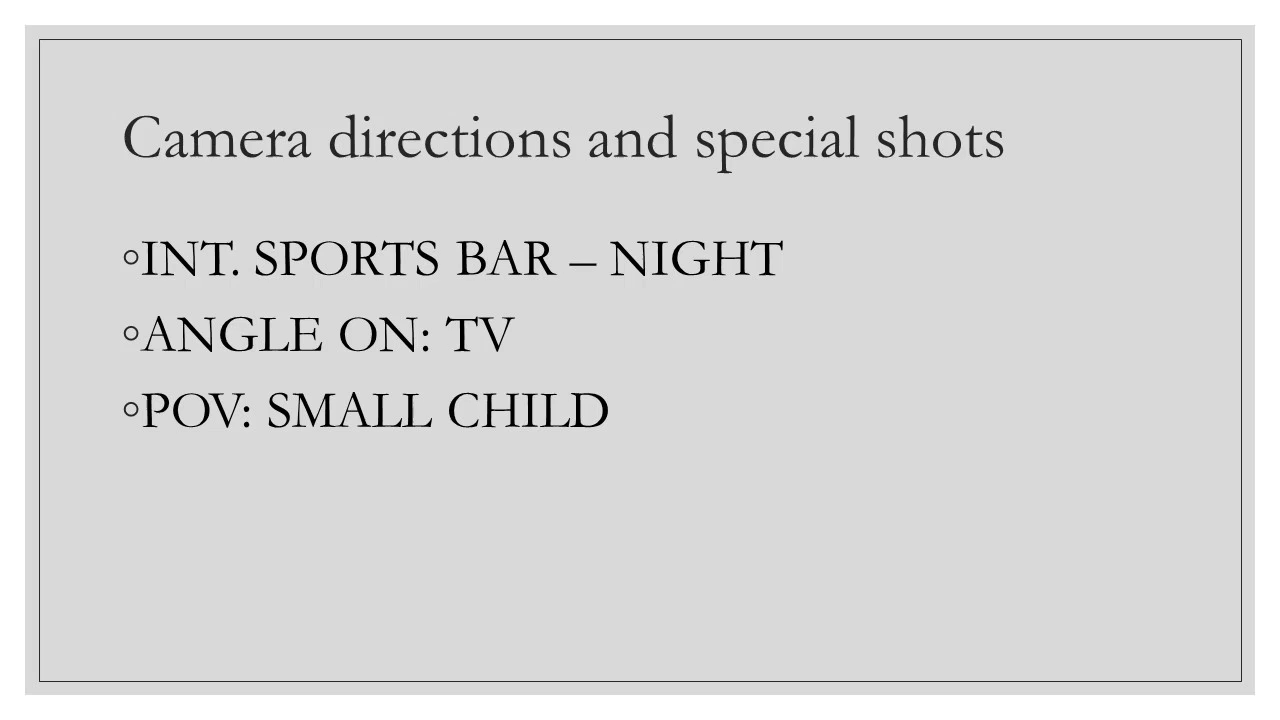 Camera directions and special shots
◦INT. SPORTS BAR – NIGHT
◦ANGLE ON: TV
◦POV: SMALL CHILD